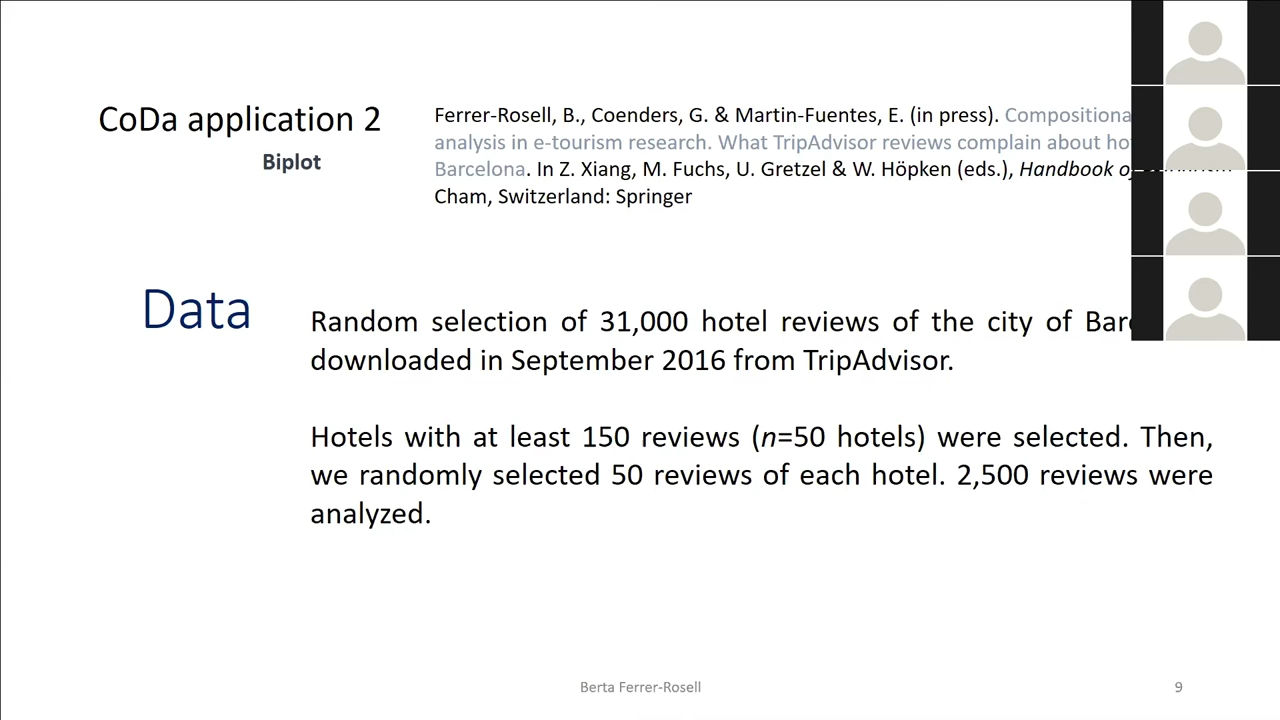 CoDa application 2
Biplot
Ferrer-Rosell, B., Coenders, G. & Martin-Fuentes, E. (in press).
analysis in e-tourism research. What TripAdvisor reviews complain about
Barcelona. In Z. Xiang, M. Fuchs, U. Gretzel & W. Höpken (eds.), Handbook
Cham, Switzerland: Springer
Data
Random selection of 31,000 hotel reviews of the city of
downloaded in September 2016 from TripAdvisor.
Hotels with at least 150 reviews (n=50 hotels) were selected. Then,
we randomly selected 50 reviews of each hotel. 2,500 reviews were
analyzed.
Berta Ferrer-Rosell
9